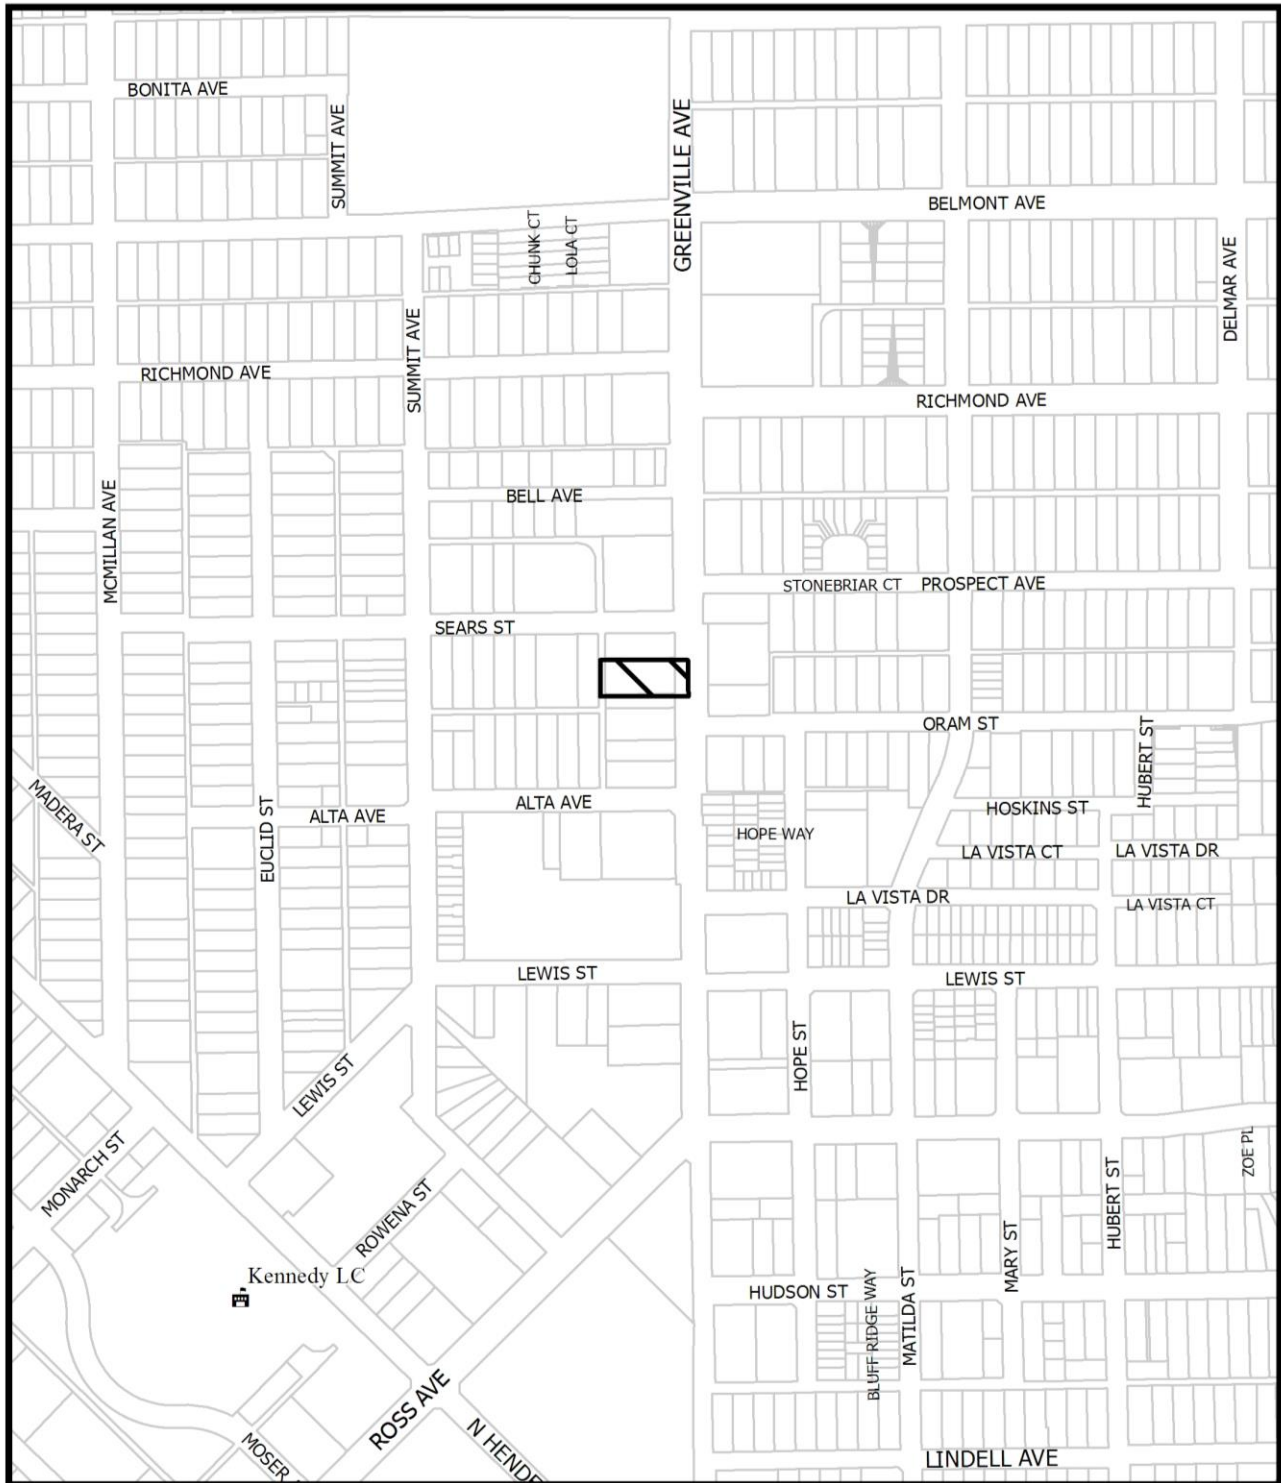 BONITA AVE
SUMMIT AVE
GREENVILLE AVE
BELMONT AVE
CHUNK CT
LOLA CT
DELMAR AVE
SUMMIT AVE
RICHMOND AVE
RICHMOND AVE
BELL AVE
MCMILLAN AVE
STONEBRIAR CT
PROSPECT AVE
SEARS ST
ORAM ST
HUBERT ST
MADERA ST
ALTA AVE
HOSKINS ST
EUCLID ST
ALTA AVE
HOPE WAY
LA VISTA CT
LA VISTA DR
LA VISTA DR
LA VISTA CT
LEWIS ST
LEWIS ST
HOPE ST
LEWIS ST
MONARCH ST
ZOE PL
ROWENA ST
HUBERT ST
MARY ST
Kennedy LC
HUDSON ST
BLUFF RIDGE WAY
MATILDA ST
ROSS AVE
MOSER
N HENDE
LINDELL AVE